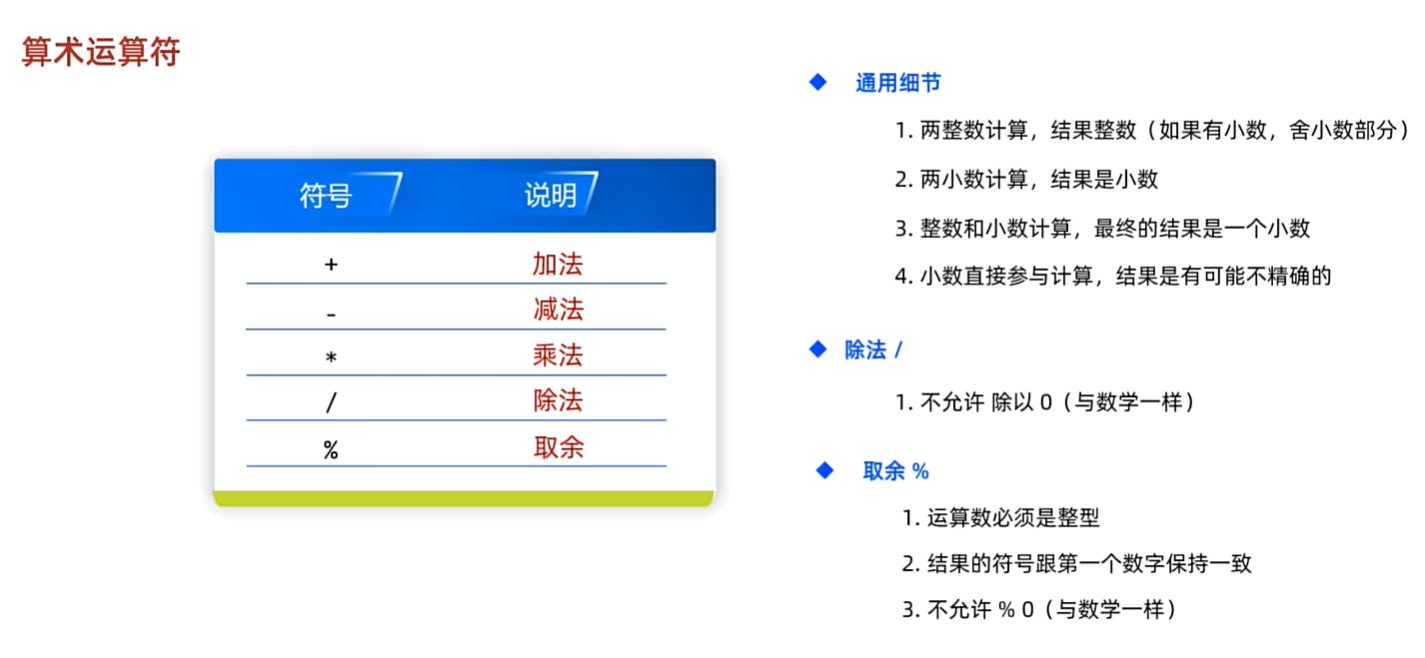 算术运算符
符号 说明
+ 加法
- 减法
* 乘法
/ 除法
% 取余
◆ 通用细节
1. 两整数计算，结果整数（如果有小数，舍小数部分）
2. 两小数计算，结果是小数
3. 整数和小数计算，最终的结果是一个小数
4. 小数直接参与计算，结果是有可能不精确的
◆ 除法 /
1. 不允许 除以 0（与数学一样）
◆ 取余 %
1. 运算数必须是整型
2. 结果的符号跟第一个数字保持一致
3. 不允许 % 0（与数学一样）